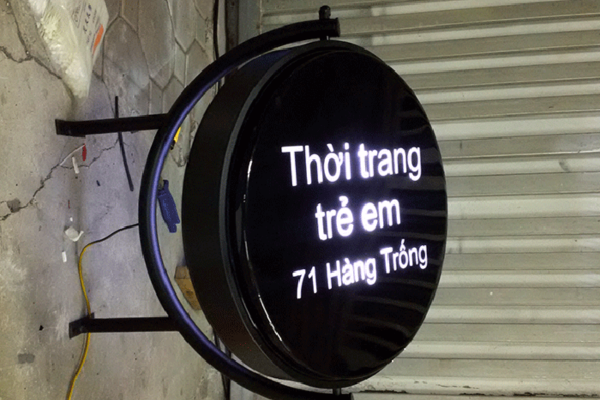 Thời trang
trẻ em
71 Hàng Trống